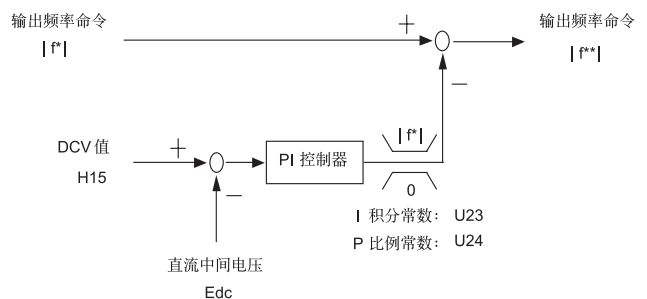 输出频率命令
| f*|
+
输出频率命令
| f**|
−
DCV 值
H15
+
−
PI 控制器
| f*|
0
I 积分常数： U23
P 比例常数： U24
直流中间电压
Edc